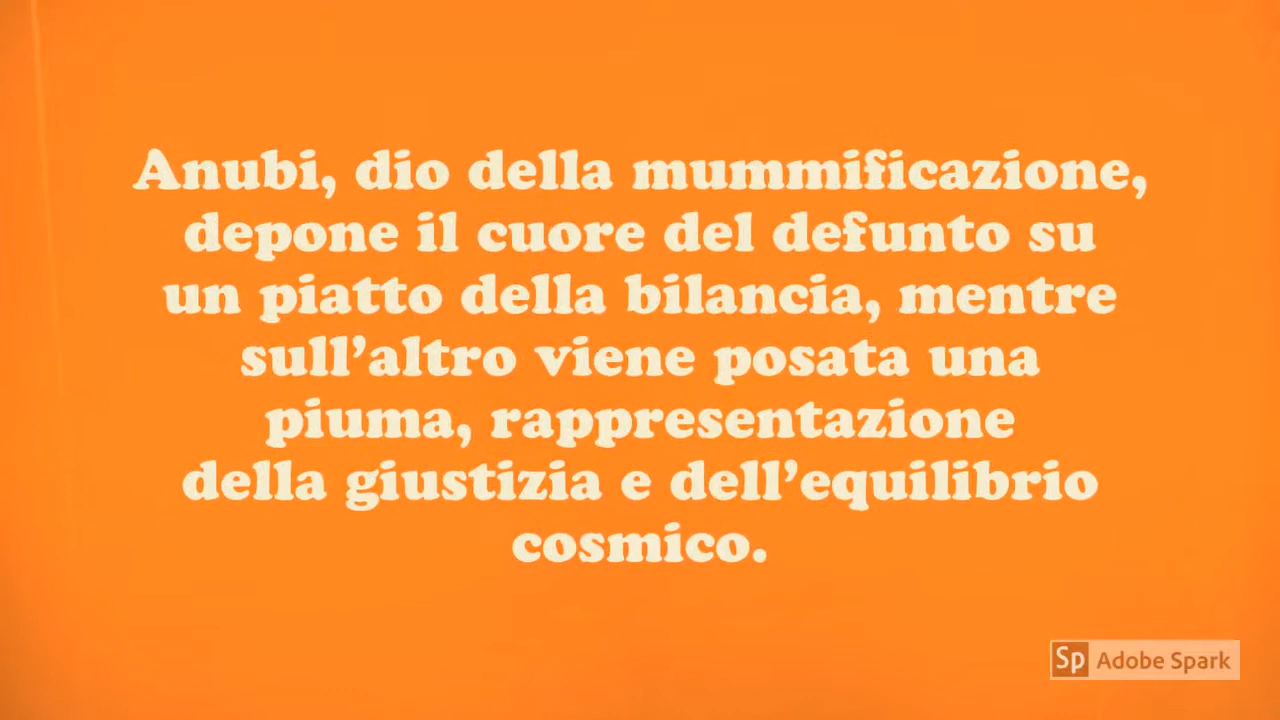 Anubi, dio della mummificazione,
depone il cuore del defunto su
un piatto della bilancia, mentre
sull’altro viene posata una
piuma, rappresentazione
della giustizia e dell’equilibrio
cosmico.
Sp Adobe Spark